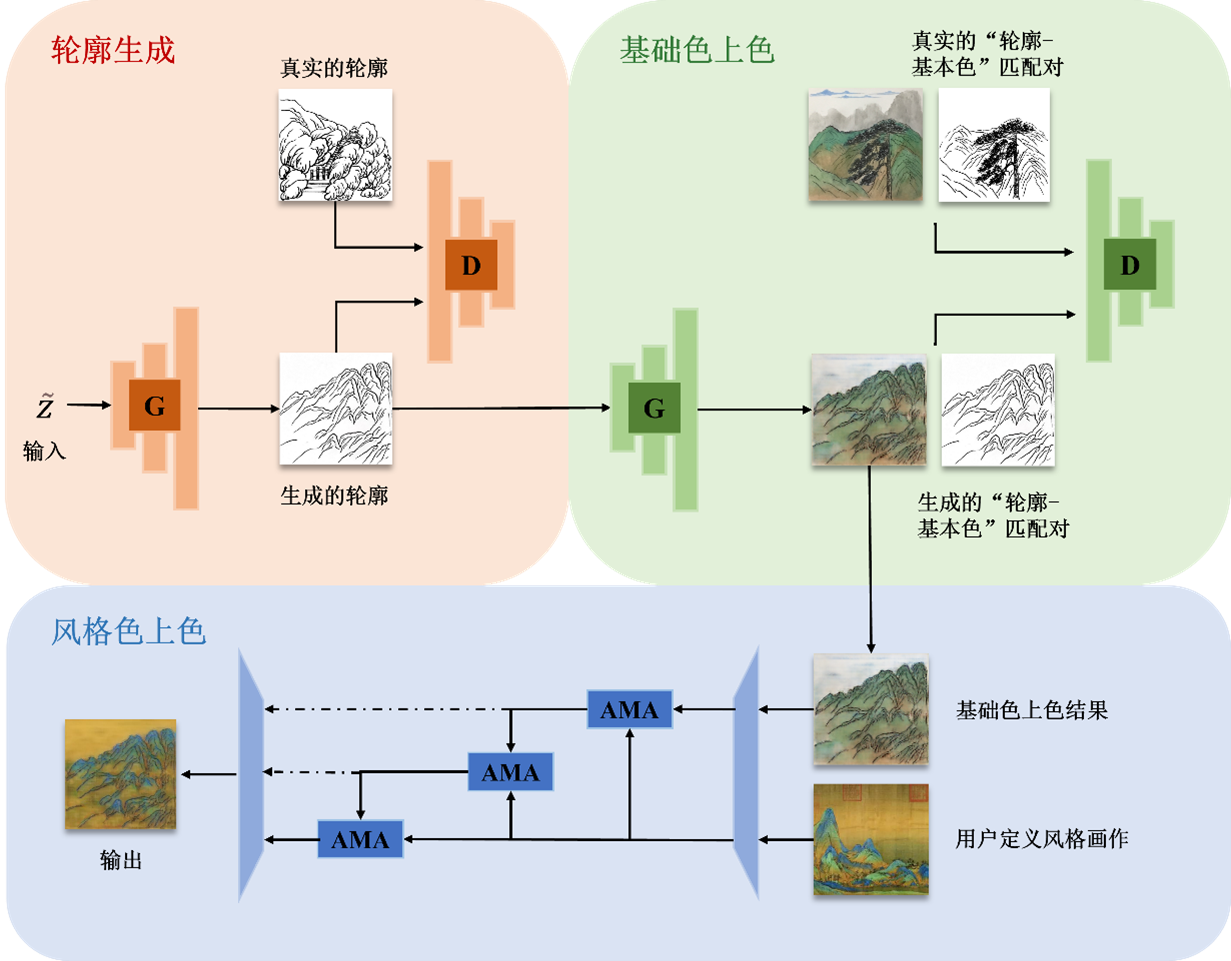 轮廓生成
真实的轮廓
D
G
z̃
输入
生成的轮廓
基础色上色
真实的“轮廓-
基本色”匹配对
D
G
生成的“轮廓-
基本色”匹配对
风格色上色
AMA
AMA
AMA
输出
基础色上色结果
用户定义风格画作